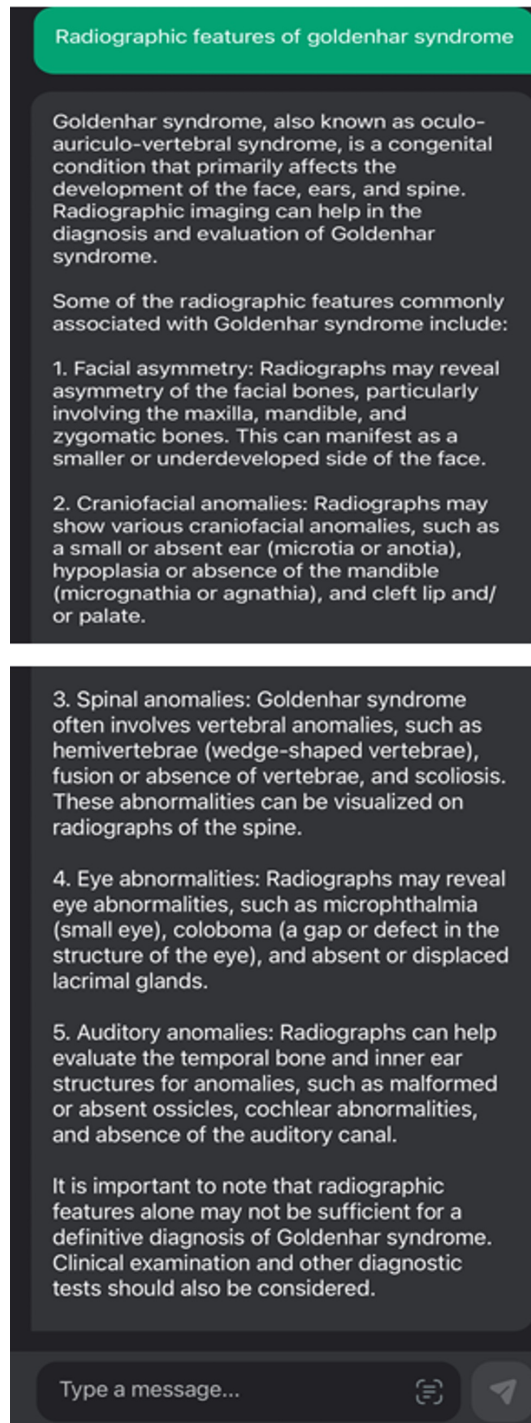 Radiographic features of goldenhar syndrome
Goldenhar syndrome, also known as oculo-
auriculo-vertebral syndrome, is a congenital
condition that primarily affects the
development of the face, ears, and spine.
Radiographic imaging can help in the
diagnosis and evaluation of Goldenhar
syndrome.
Some of the radiographic features commonly
associated with Goldenhar syndrome include:
1. Facial asymmetry: Radiographs may reveal
asymmetry of the facial bones, particularly
involving the maxilla, mandible, and
zygomatic bones. This can manifest as a
smaller or underdeveloped side of the face.
2. Craniofacial anomalies: Radiographs may
show various craniofacial anomalies, such as
a small or absent ear (microtia or anotia),
hypoplasia or absence of the mandible
(micrognathia or agnathia), and cleft lip and/
or palate.
3. Spinal anomalies: Goldenhar syndrome
often involves vertebral anomalies, such as
hemivertebrae (wedge-shaped vertebrae),
fusion or absence of vertebrae, and scoliosis.
These abnormalities can be visualized on
radiographs of the spine.
4. Eye abnormalities: Radiographs may reveal
eye abnormalities, such as microphthalmia
(small eye), coloboma (a gap or defect in the
structure of the eye), and absent or displaced
lacrimal glands.
5. Auditory anomalies: Radiographs can help
evaluate the temporal bone and inner ear
structures for anomalies, such as malformed
or absent ossicles, cochlear abnormalities,
and absence of the auditory canal.
It is important to note that radiographic
features alone may not be sufficient for a
definitive diagnosis of Goldenhar syndrome.
Clinical examination and other diagnostic
tests should also be considered.
Type a message...